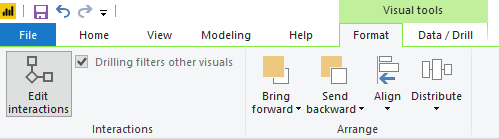 Visual tools
File Home View Modeling Help Format Data / Drill
Edit
interactions
Drilling filters other visuals
Bring
forward
Send
backward
Align
Distribute
Interactions
Arrange